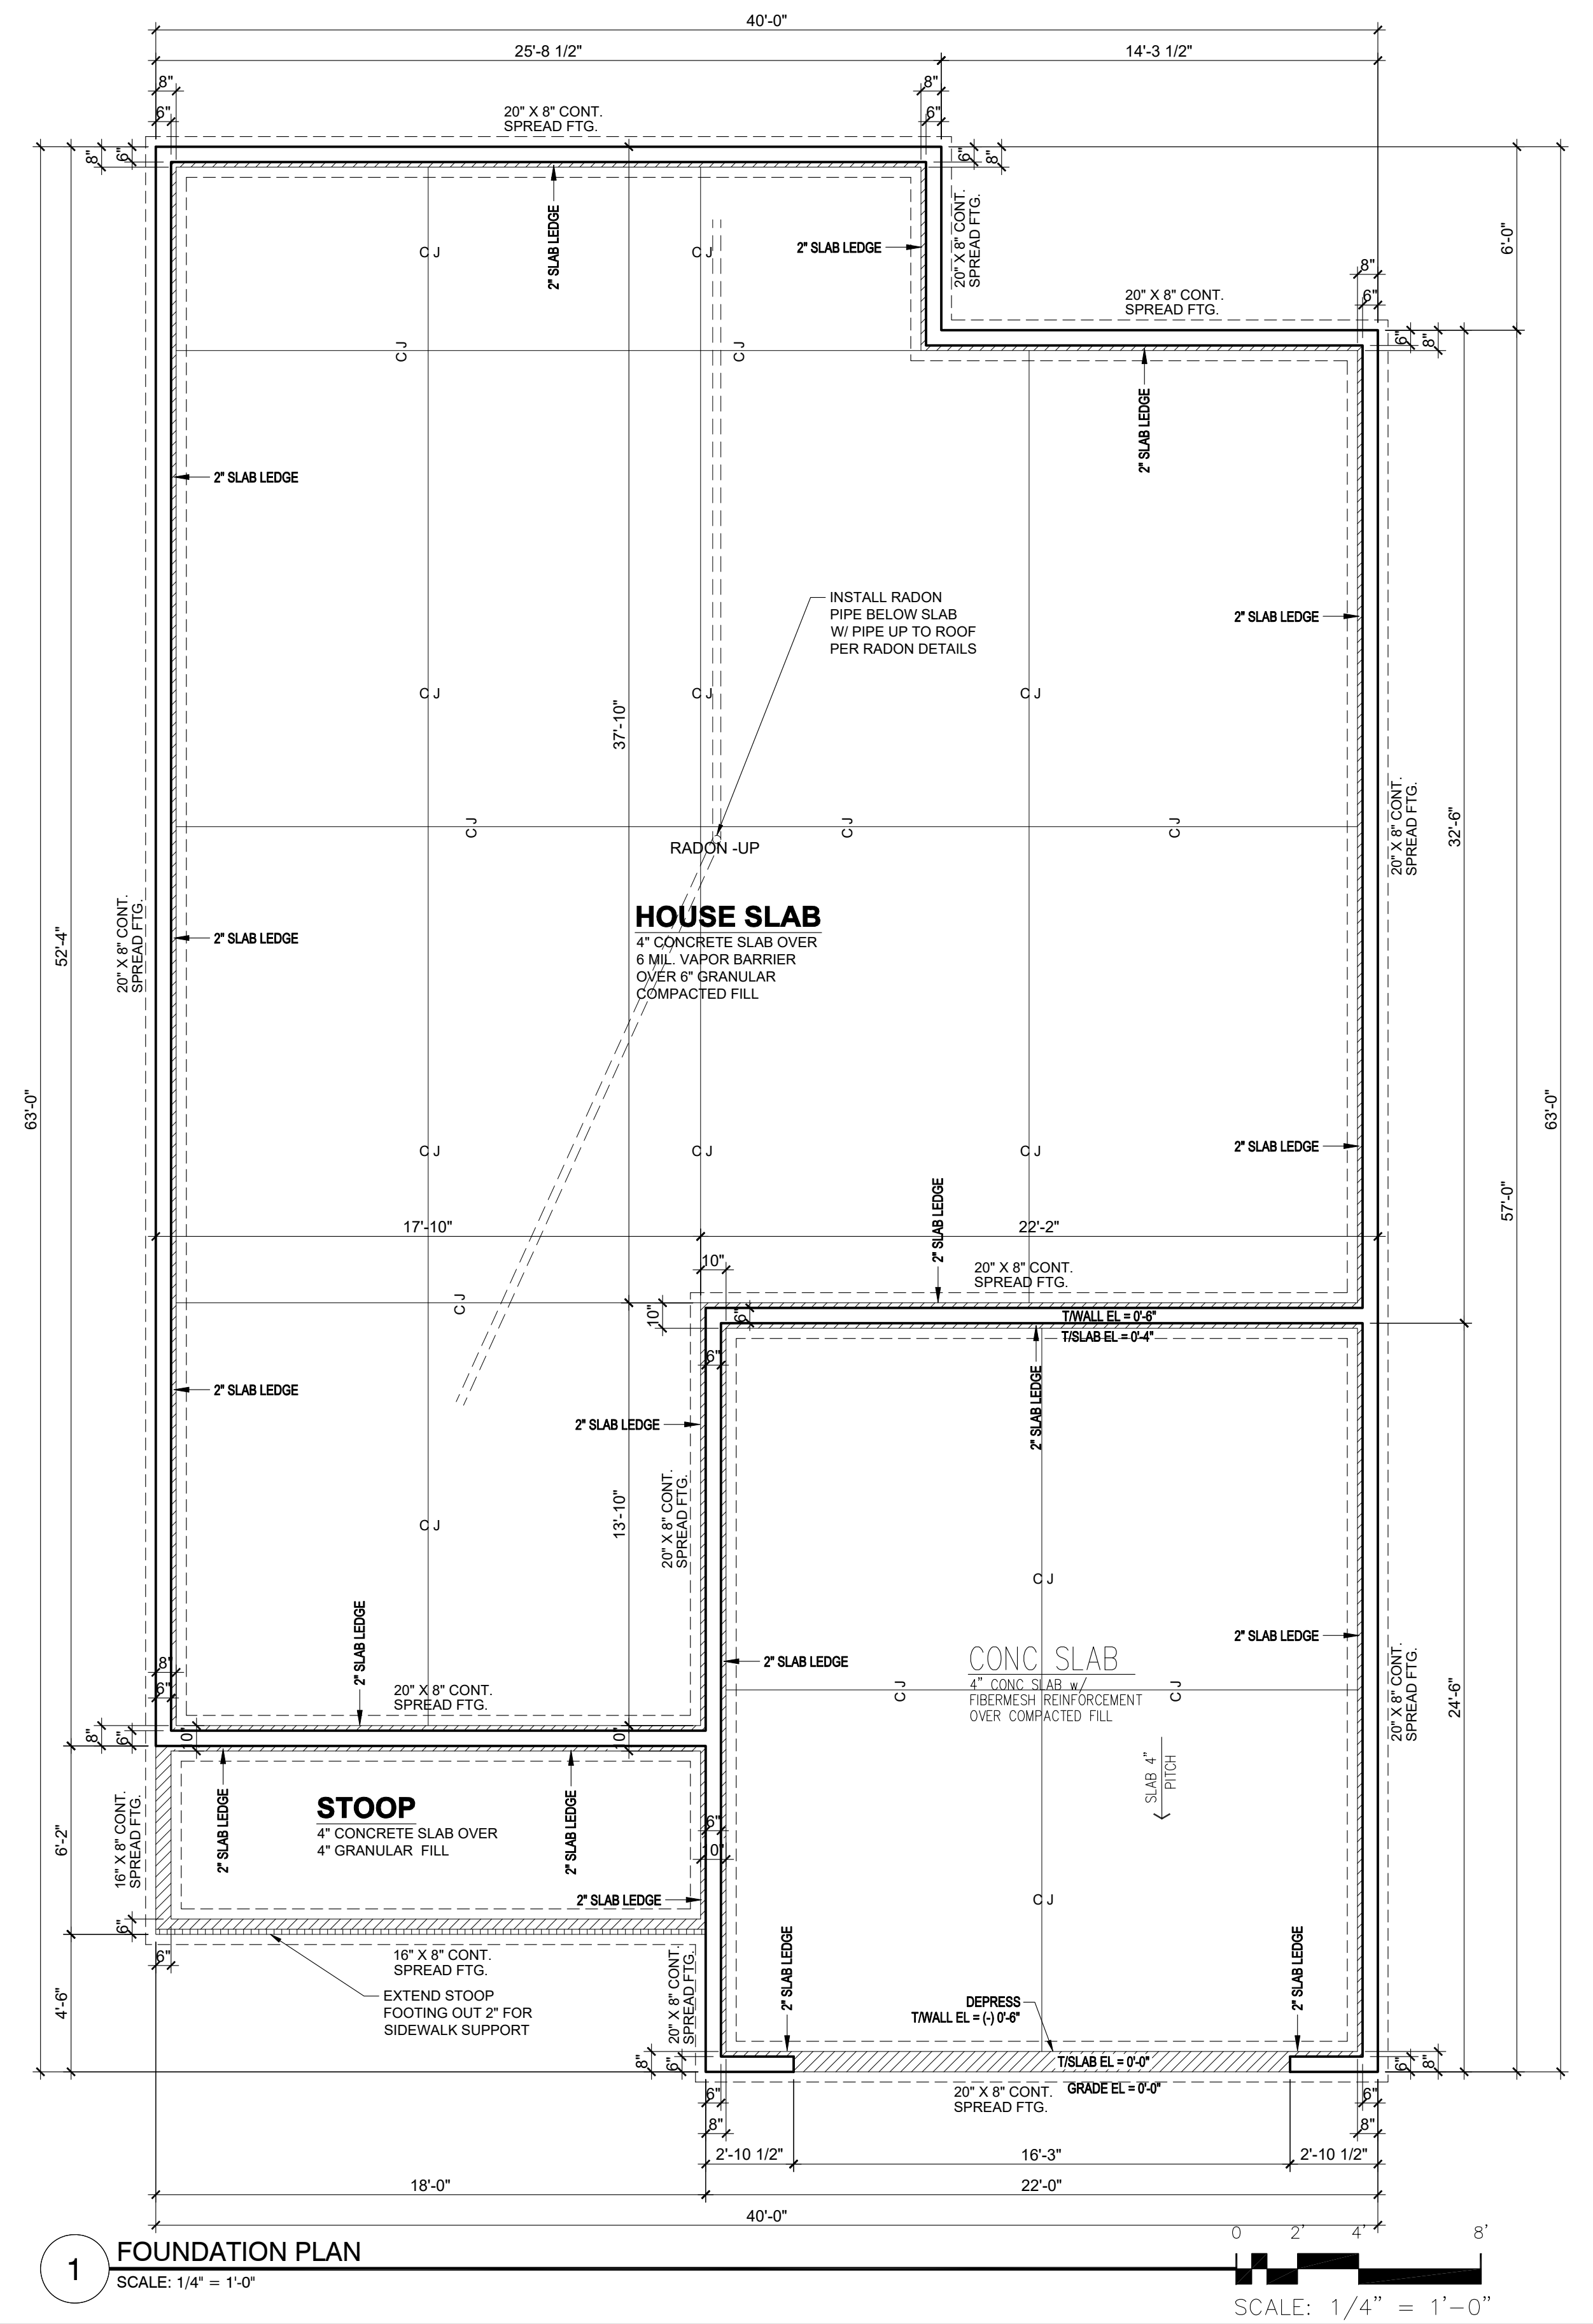 40'-0"
25'-8 1/2"
14'-3 1/2"
8"
8"
6"
6"
20" X 8" CONT.
SPREAD FTG.
8"
6"
6"
8"
20" X 8" CONT.
SPREAD FTG.
2" SLAB LEDGE
C J
C J
2" SLAB LEDGE
6'-0"
8"
6"
20" X 8" CONT.
SPREAD FTG.
6"
8"
C J
C J
2" SLAB LEDGE
2" SLAB LEDGE
INSTALL RADON
PIPE BELOW SLAB
W/ PIPE UP TO ROOF
PER RADON DETAILS
2" SLAB LEDGE
C J
C J
C J
37'-10"
C J
C J
C J
20" X 8" CONT.
SPREAD FTG.
32'-6"
RADON -UP
HOUSE SLAB
4" CONCRETE SLAB OVER
6 MIL. VAPOR BARRIER
OVER 6" GRANULAR
COMPACTED FILL
2" SLAB LEDGE
20" X 8" CONT.
SPREAD FTG.
52'-4"
63'-0"
63'-0"
57'-0"
C J
C J
C J
2" SLAB LEDGE
2" SLAB LEDGE
17'-10"
22'-2"
10"
20" X 8" CONT.
SPREAD FTG.
C J
10"
6"
T/WALL EL = 0'-6"
T/SLAB EL = 0'-4"
6"
2" SLAB LEDGE
2" SLAB LEDGE
2" SLAB LEDGE
20" X 8" CONT.
SPREAD FTG.
13'-10"
C J
C J
2" SLAB LEDGE
2" SLAB LEDGE
2" SLAB LEDGE
CONC SLAB
4" CONC SLAB w/
FIBERMESH REINFORCEMENT
OVER COMPACTED FILL
C J
C J
20" X 8" CONT.
SPREAD FTG.
24'-6"
8"
6"
20" X 8" CONT.
SPREAD FTG.
8"
6"
10"
10"
SLAB 4"
PITCH
STOOP
4" CONCRETE SLAB OVER
4" GRANULAR FILL
2" SLAB LEDGE
2" SLAB LEDGE
6"
10"
6'-2"
16" X 8" CONT.
SPREAD FTG.
2" SLAB LEDGE
C J
6"
6"
16" X 8" CONT.
SPREAD FTG.
EXTEND STOOP
FOOTING OUT 2" FOR
SIDEWALK SUPPORT
4'-6"
20" X 8" CONT.
SPREAD FTG.
2" SLAB LEDGE
2" SLAB LEDGE
DEPRESS
T/WALL EL = (-) 0'-6"
8"
6"
T/SLAB EL = 0'-0"
6"
8"
GRADE EL = 0'-0"
20" X 8" CONT.
SPREAD FTG.
6"
6"
8"
8"
2'-10 1/2"
16'-3"
2'-10 1/2"
18'-0"
22'-0"
40'-0"
1
FOUNDATION PLAN
SCALE: 1/4" = 1'-0"
0 2' 4' 8'
SCALE: 1/4" = 1'-0"